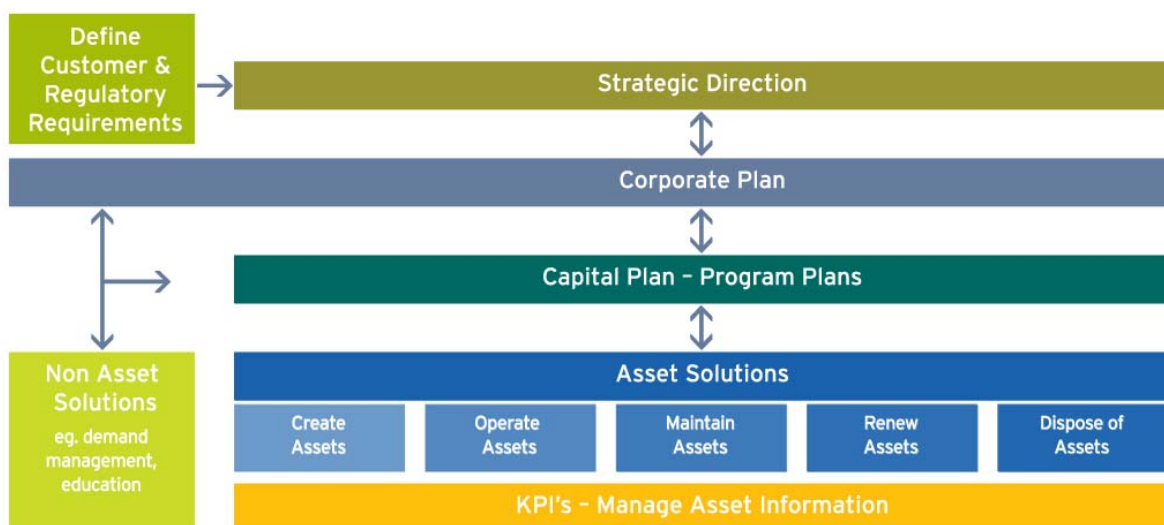 Define
Customer &
Regulatory
Requirements
Strategic Direction
Corporate Plan
Capital Plan – Program Plans
Non Asset
Solutions
eg. demand
management,
education
Asset Solutions
Create
Assets
Operate
Assets
Maintain
Assets
Renew
Assets
Dispose of
Assets
KPI's – Manage Asset Information